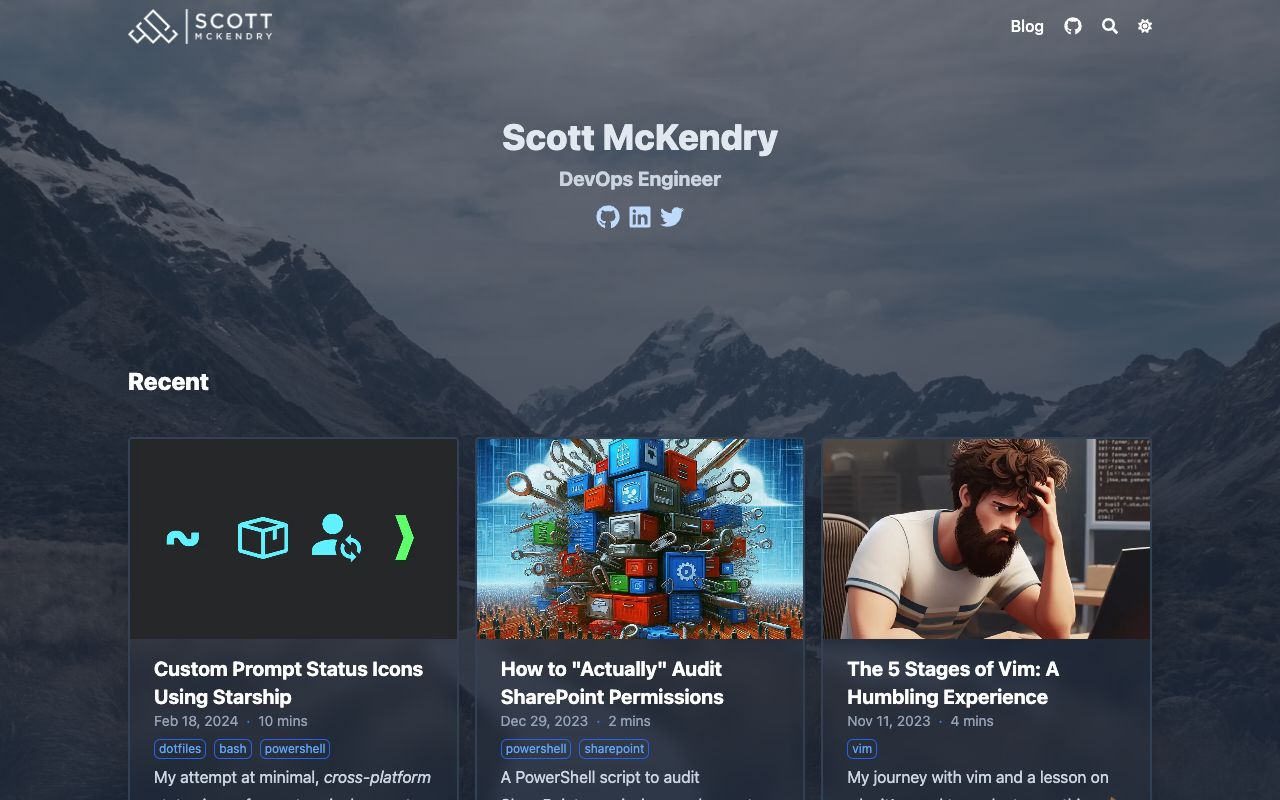 SCOTT
MCKENDRY
Blog
Scott McKendry
DevOps Engineer
Recent
Custom Prompt Status Icons
Using Starship
Feb 18, 2024 · 10 mins
dotfiles bash powershell
My attempt at minimal, cross-platform
How to "Actually" Audit
SharePoint Permissions
Dec 29, 2023 · 2 mins
powershell sharepoint
A PowerShell script to audit
The 5 Stages of Vim: A
Humbling Experience
Nov 11, 2023 · 4 mins
vim
My journey with vim and a lesson on